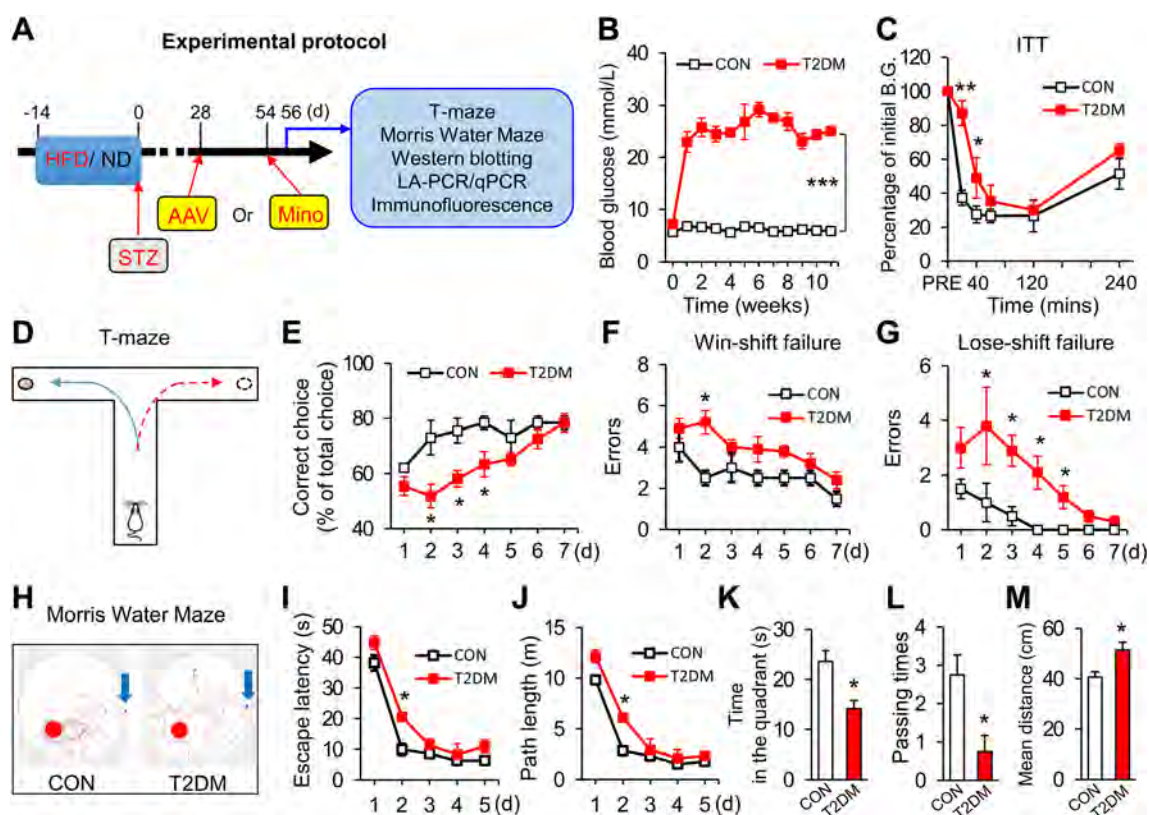 A
Experimental protocol
-14
0
28
54
56 (d)
HFD/ ND
AAV
Or
Mino
STZ
T-maze
Morris Water Maze
Western blotting
LA-PCR/qPCR
Immunofluorescence
B
CON
T2DM
Blood glucose (mmol/L)
40
30
20
10
0
***
0
2
4
6
8
10
Time (weeks)
C
ITT
CON
T2DM
Percentage of initial B.G.
120
100
80
60
40
20
0
**
*
PRE
40
120
240
Time (mins)
D
T-maze
E
CON
T2DM
Correct choice
(% of total choice)
100
80
60
40
*
*
*
1
2
3
4
5
6
7
(d)
F
Win-shift failure
CON
T2DM
Errors
8
6
4
2
0
*
1
2
3
4
5
6
7
(d)
G
Lose-shift failure
CON
T2DM
Errors
6
4
2
0
*
*
*
*
1
2
3
4
5
6
7
(d)
H
Morris Water Maze
CON
T2DM
I
CON
T2DM
Escape latency (s)
50
40
30
20
10
0
*
1
2
3
4
5
(d)
J
CON
T2DM
Path length (m)
15
10
5
0
*
1
2
3
4
5
(d)
K
Time
in the quadrant (s)
30
20
10
0
*
CON
T2DM
L
Passing times
4
3
2
1
0
*
CON
T2DM
M
Mean distance (cm)
60
40
20
0
*
CON
T2DM